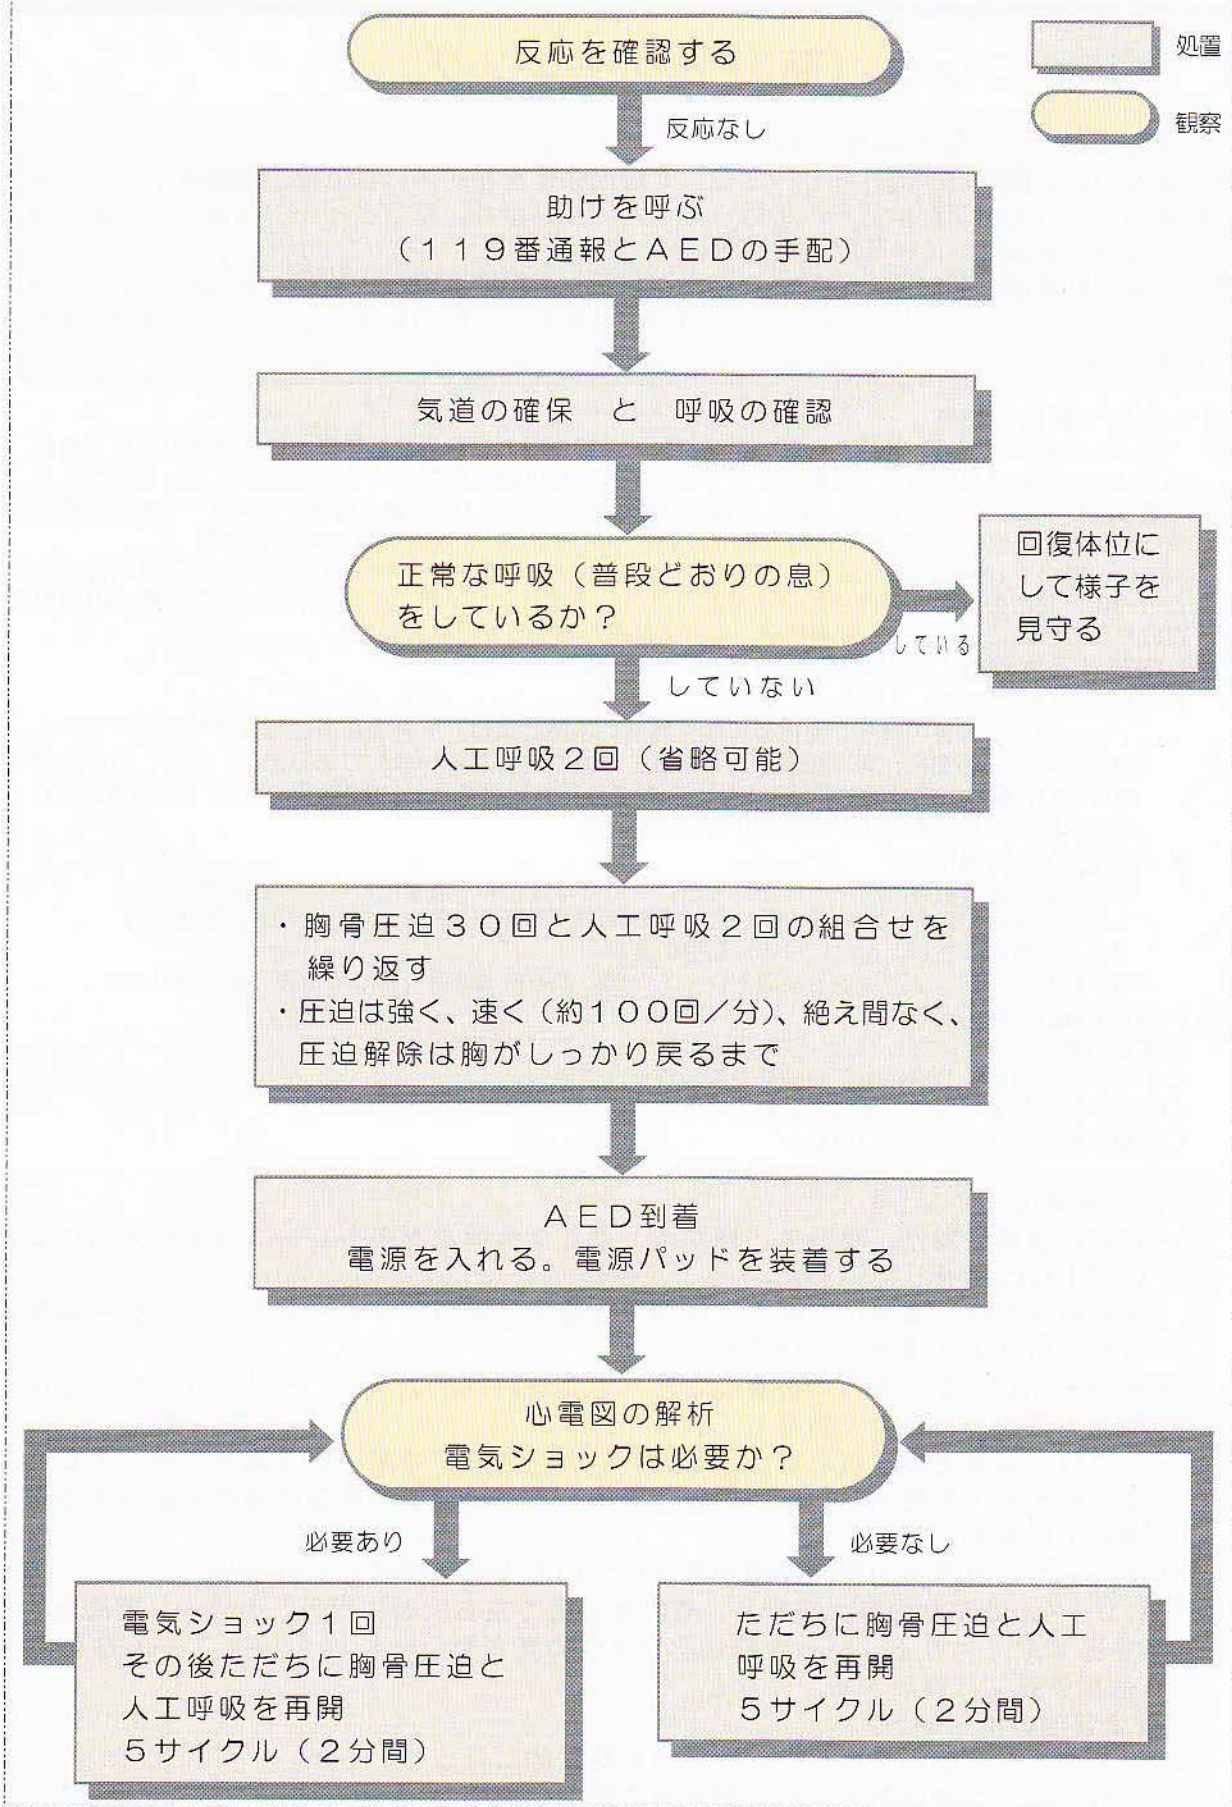 反応を確認する
処置
観察
反応なし
助けを呼ぶ
（１１９番通報とＡＥＤの手配）
気道の確保　と　呼吸の確認
正常な呼吸（普段どおりの息）
をしているか？
している
回復体位に
して様子を
見守る
していない
人工呼吸２回（省略可能）
・胸骨圧迫３０回と人工呼吸２回の組合せを
繰り返す
・圧迫は強く、速く（約１００回／分）、絶え間なく、
圧迫解除は胸がしっかり戻るまで
ＡＥＤ到着
電源を入れる。電源パッドを装着する
心電図の解析
電気ショックは必要か？
必要あり
必要なし
電気ショック１回
その後ただちに胸骨圧迫と
人工呼吸を再開
５サイクル（２分間）
ただちに胸骨圧迫と人工
呼吸を再開
５サイクル（２分間）